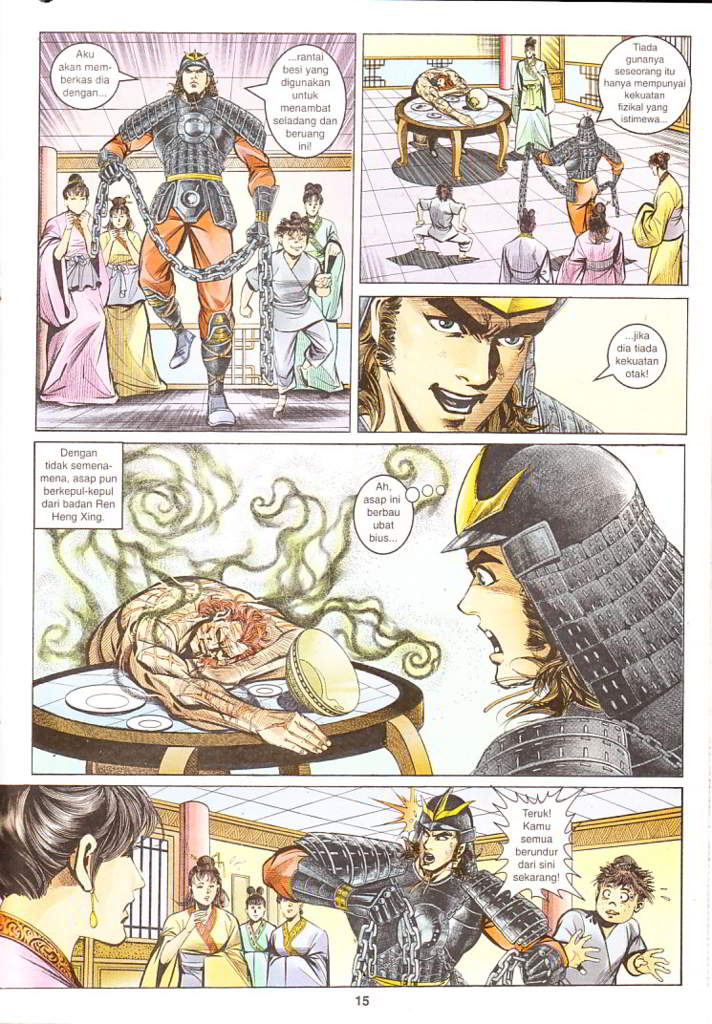 Aku
akan mem-
berkas dia
dengan...
...rantai
besi yang
digunakan
untuk
menambat
seladang dan
beruang
ini!
Tiada
gunanya
seseorang itu
hanya mempunyai
kekuatan
fizikal yang
istimewa...
...jika
dia tiada
kekuatan
otak!
Dengan
tidak semena-
mena, asap pun
berkepul-kepul
dari badan Ren
Heng Xing.
Ah,
asap ini
berbau
ubat
bius...
Teruk!
Kamu
semua
berundur
dari sini
sekarang!
15